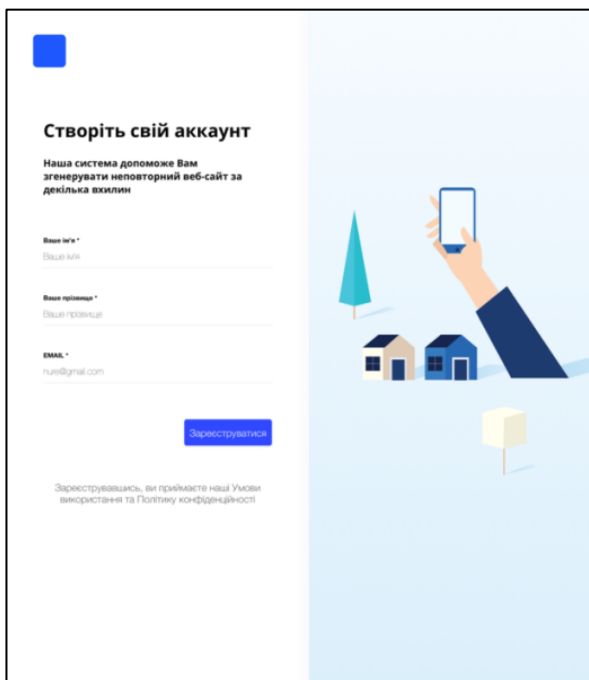 Створіть свій аккаунт
Наша система допоможе Вам
згенерувати неповторний веб-сайт за
декілька вхилин
Ваше ім'я *
Ваше ім'я
Ваше прізвище *
Ваше прізвище
EMAIL *
nure@gmail.com
Зареєструватися
Зареєструвавшись, ви приймаєте наші Умови
використання та Політику конфіденційності